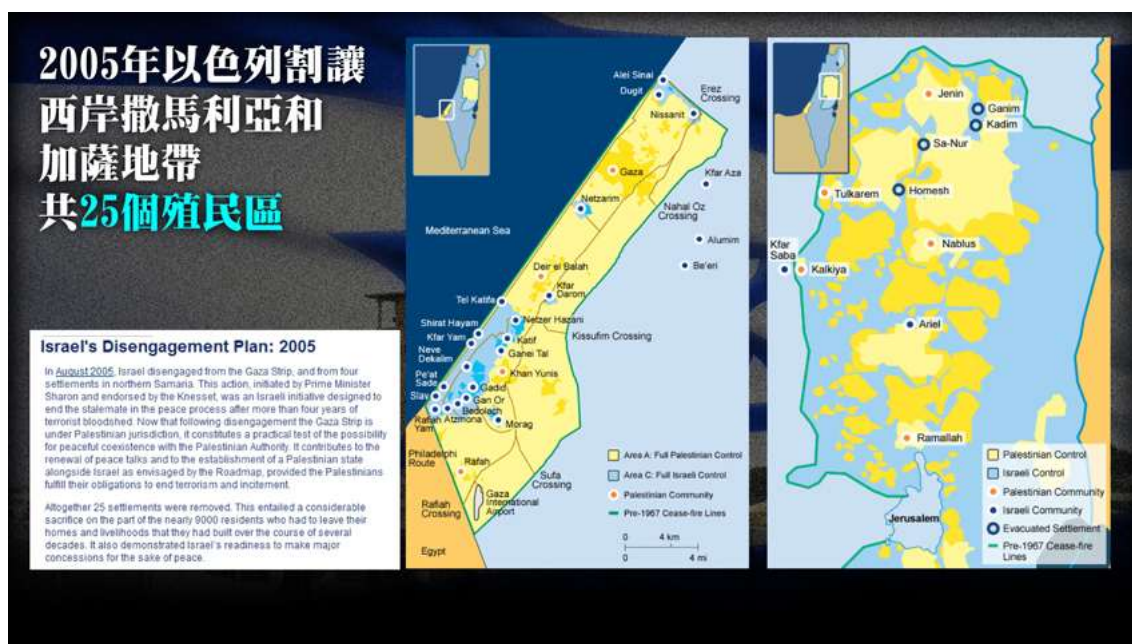 2005年以色列割讓
西岸撒馬利亞和
加薩地帶
共25個殖民區
Israel's Disengagement Plan: 2005
In August 2005, Israel disengaged from the Gaza Strip, and from four
settlements in northern Samaria. This action, initiated by Prime Minister
Sharon and endorsed by the Knesset, was an Israeli initiative designed to
end the stalemate in the peace process after more than four years of
terrorist bloodshed. Now that following disengagement the Gaza Strip is
under Palestinian jurisdiction, it constitutes a practical test of the possibility
for peaceful coexistence with the Palestinian Authority. It contributes to the
renewal of peace talks and to the establishment of a Palestinian state
alongside Israel as envisaged by the Roadmap, provided the Palestinians
fulfill their obligations to end terrorism and incitement.
Altogether 25 settlements were removed. This entailed a considerable
sacrifice on the part of the nearly 9000 residents who had to leave their
homes and livelihoods that they had built over the course of several
decades. It also demonstrated Israel's readiness to make major
concessions for the sake of peace.
Alei Sinai
Dugit
Erez
Crossing
Nissanit
Gaza
Kfar Aza
Netzarim
Nahal Oz
Crossing
Mediterranean Sea
Alumim
Be'eri
Deir el Balah
Kfar
Darom
Tel Katifa
Netzer Hazani
Shirat Hayam
Kissufim Crossing
Kfar Yam
Katif
Neve
Dekalim
Ganei Tal
Khan Yunis
Pe'at
Sade
Gadid
Slav
Gan Or
Bedolach
Rafiah
Yam
Atzmona
Morag
Philadelphi
Route
Rafah
Sufa
Crossing
Gaza
International
Airport
Rafiah
Crossing
Egypt
Area A: Full Palestinian Control
Area C: Full Israeli Control
Palestinian Community
Israeli Community
Pre-1967 Cease-fire Lines
0 4 km
0 4 mi
Jenin
Ganim
Kadim
Sa-Nur
Tulkarem
Homesh
Nablus
Kfar
Saba
Kalkiya
Ariel
Ramallah
Jerusalem
Palestinian Control
Israeli Control
Palestinian Community
Israeli Community
Evacuated Settlement
Pre-1967 Cease-fire
Lines